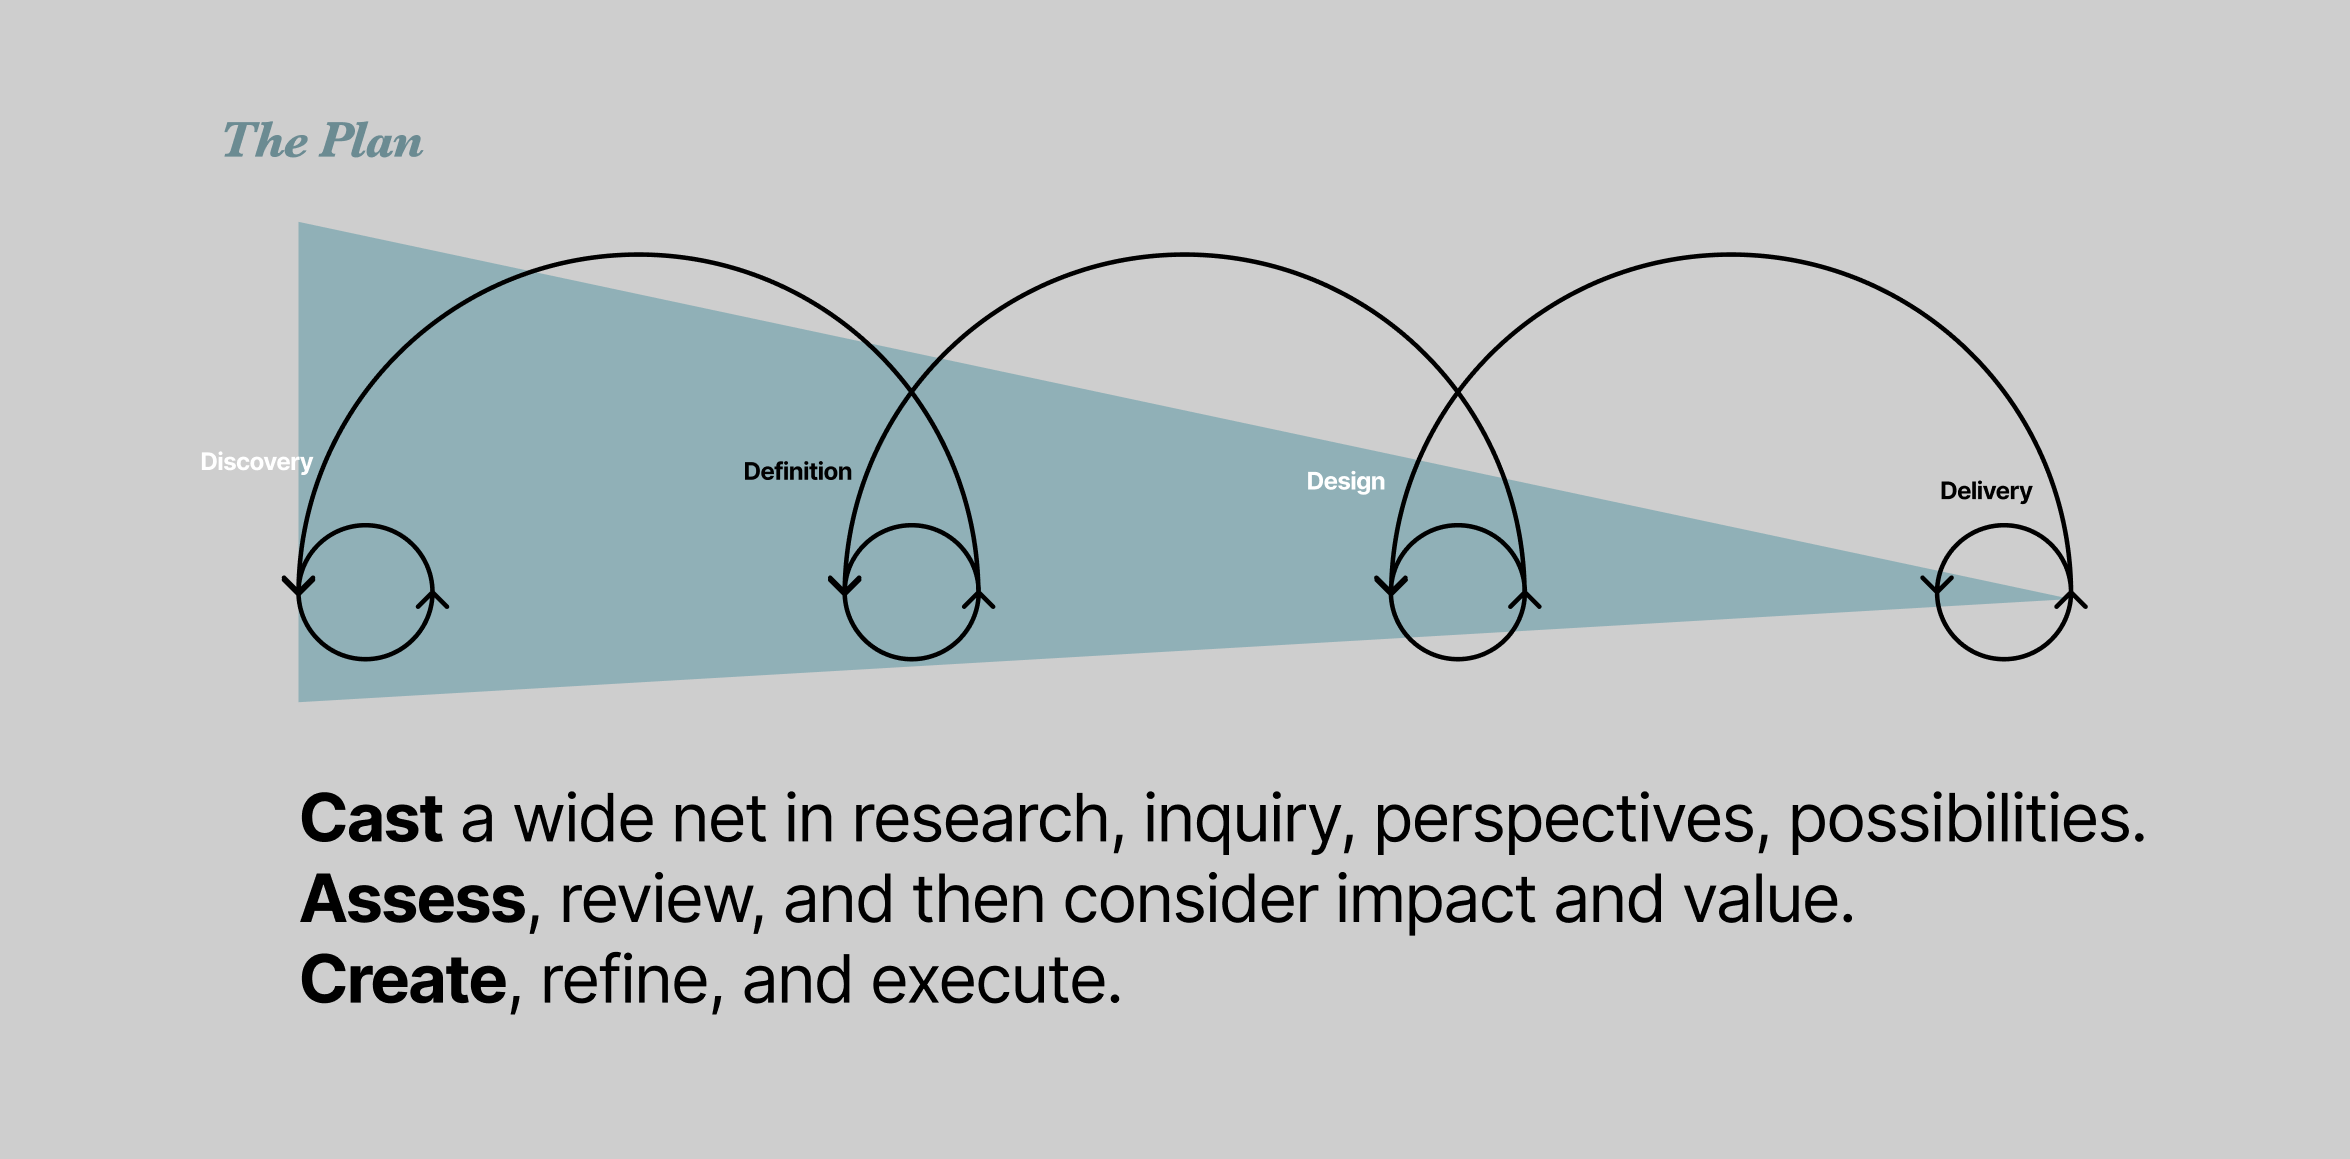 The Plan
Discovery
Definition
Design
Delivery
Cast a wide net in research, inquiry, perspectives, possibilities.
Assess, review, and then consider impact and value.
Create, refine, and execute.